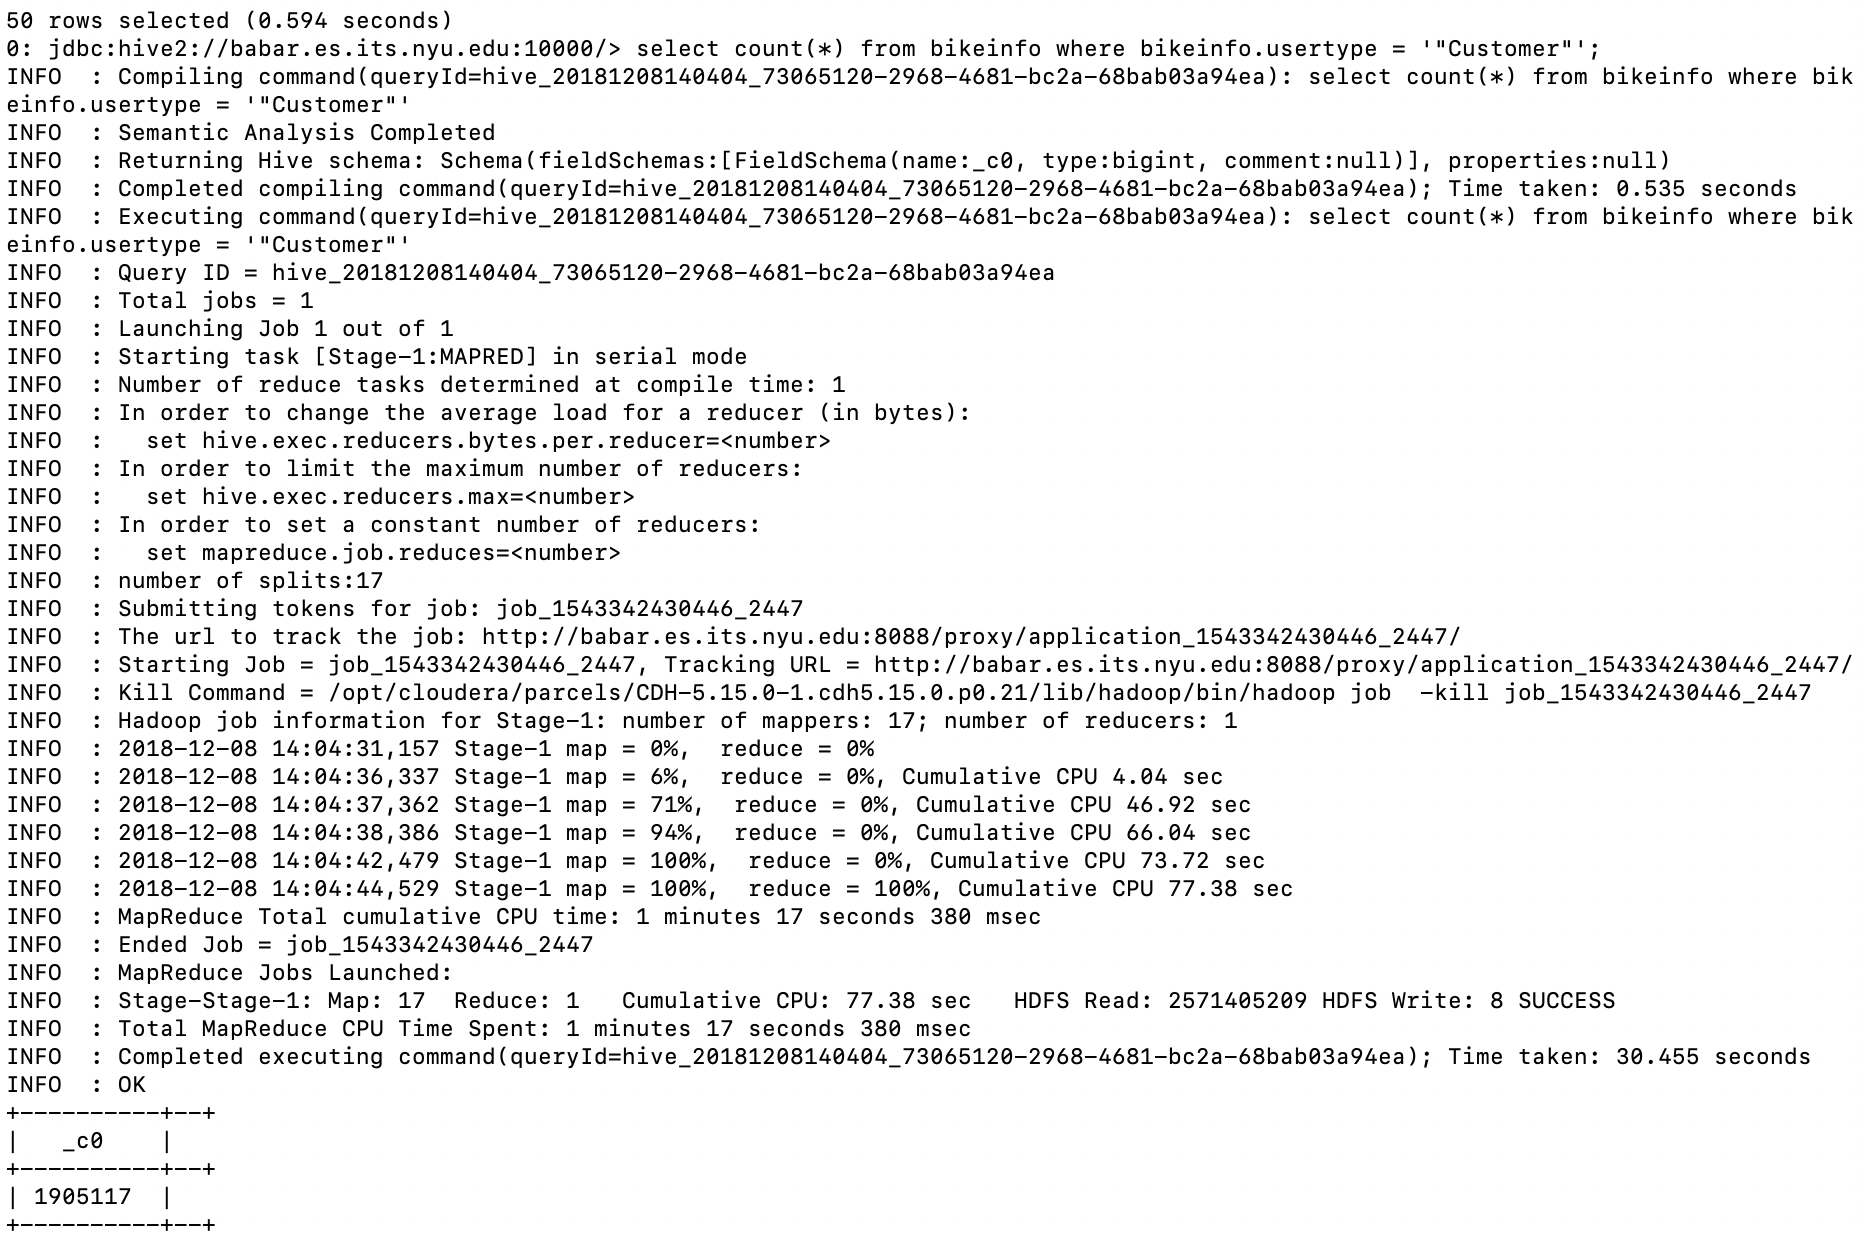 50 rows selected (0.594 seconds)
0: jdbc:hive2://babar.es.its.nyu.edu:10000/> select count(*) from bikeinfo where bikeinfo.usertype = '"Customer"';
INFO  : Compiling command(queryId=hive_20181208140404_73065120-2968-4681-bc2a-68bab03a94ea): select count(*) from bikeinfo where bik
einfo.usertype = '"Customer"'
INFO  : Semantic Analysis Completed
INFO  : Returning Hive schema: Schema(fieldSchemas:[FieldSchema(name:_c0, type:bigint, comment:null)], properties:null)
INFO  : Completed compiling command(queryId=hive_20181208140404_73065120-2968-4681-bc2a-68bab03a94ea); Time taken: 0.535 seconds
INFO  : Executing command(queryId=hive_20181208140404_73065120-2968-4681-bc2a-68bab03a94ea): select count(*) from bikeinfo where bik
einfo.usertype = '"Customer"'
INFO  : Query ID = hive_20181208140404_73065120-2968-4681-bc2a-68bab03a94ea
INFO  : Total jobs = 1
INFO  : Launching Job 1 out of 1
INFO  : Starting task [Stage-1:MAPRED] in serial mode
INFO  : Number of reduce tasks determined at compile time: 1
INFO  : In order to change the average load for a reducer (in bytes):
INFO  :   set hive.exec.reducers.bytes.per.reducer=<number>
INFO  : In order to limit the maximum number of reducers:
INFO  :   set hive.exec.reducers.max=<number>
INFO  : In order to set a constant number of reducers:
INFO  :   set mapreduce.job.reduces=<number>
INFO  : number of splits:17
INFO  : Submitting tokens for job: job_1543342430446_2447
INFO  : The url to track the job: http://babar.es.its.nyu.edu:8088/proxy/application_1543342430446_2447/
INFO  : Starting Job = job_1543342430446_2447, Tracking URL = http://babar.es.its.nyu.edu:8088/proxy/application_1543342430446_2447/
INFO  : Kill Command = /opt/cloudera/parcels/CDH-5.15.0-1.cdh5.15.0.p0.21/lib/hadoop/bin/hadoop job  -kill job_1543342430446_2447
INFO  : Hadoop job information for Stage-1: number of mappers: 17; number of reducers: 1
INFO  : 2018-12-08 14:04:31,157 Stage-1 map = 0%,  reduce = 0%
INFO  : 2018-12-08 14:04:36,337 Stage-1 map = 6%,  reduce = 0%, Cumulative CPU 4.04 sec
INFO  : 2018-12-08 14:04:37,362 Stage-1 map = 71%,  reduce = 0%, Cumulative CPU 46.92 sec
INFO  : 2018-12-08 14:04:38,386 Stage-1 map = 94%,  reduce = 0%, Cumulative CPU 66.04 sec
INFO  : 2018-12-08 14:04:42,479 Stage-1 map = 100%,  reduce = 0%, Cumulative CPU 73.72 sec
INFO  : 2018-12-08 14:04:44,529 Stage-1 map = 100%,  reduce = 100%, Cumulative CPU 77.38 sec
INFO  : MapReduce Total cumulative CPU time: 1 minutes 17 seconds 380 msec
INFO  : Ended Job = job_1543342430446_2447
INFO  : MapReduce Jobs Launched:
INFO  : Stage-Stage-1: Map: 17  Reduce: 1   Cumulative CPU: 77.38 sec   HDFS Read: 2571405209 HDFS Write: 8 SUCCESS
INFO  : Total MapReduce CPU Time Spent: 1 minutes 17 seconds 380 msec
INFO  : Completed executing command(queryId=hive_20181208140404_73065120-2968-4681-bc2a-68bab03a94ea); Time taken: 30.455 seconds
INFO  : OK
+----------+--+
|   _c0    |
+----------+--+
| 1905117  |
+----------+--+